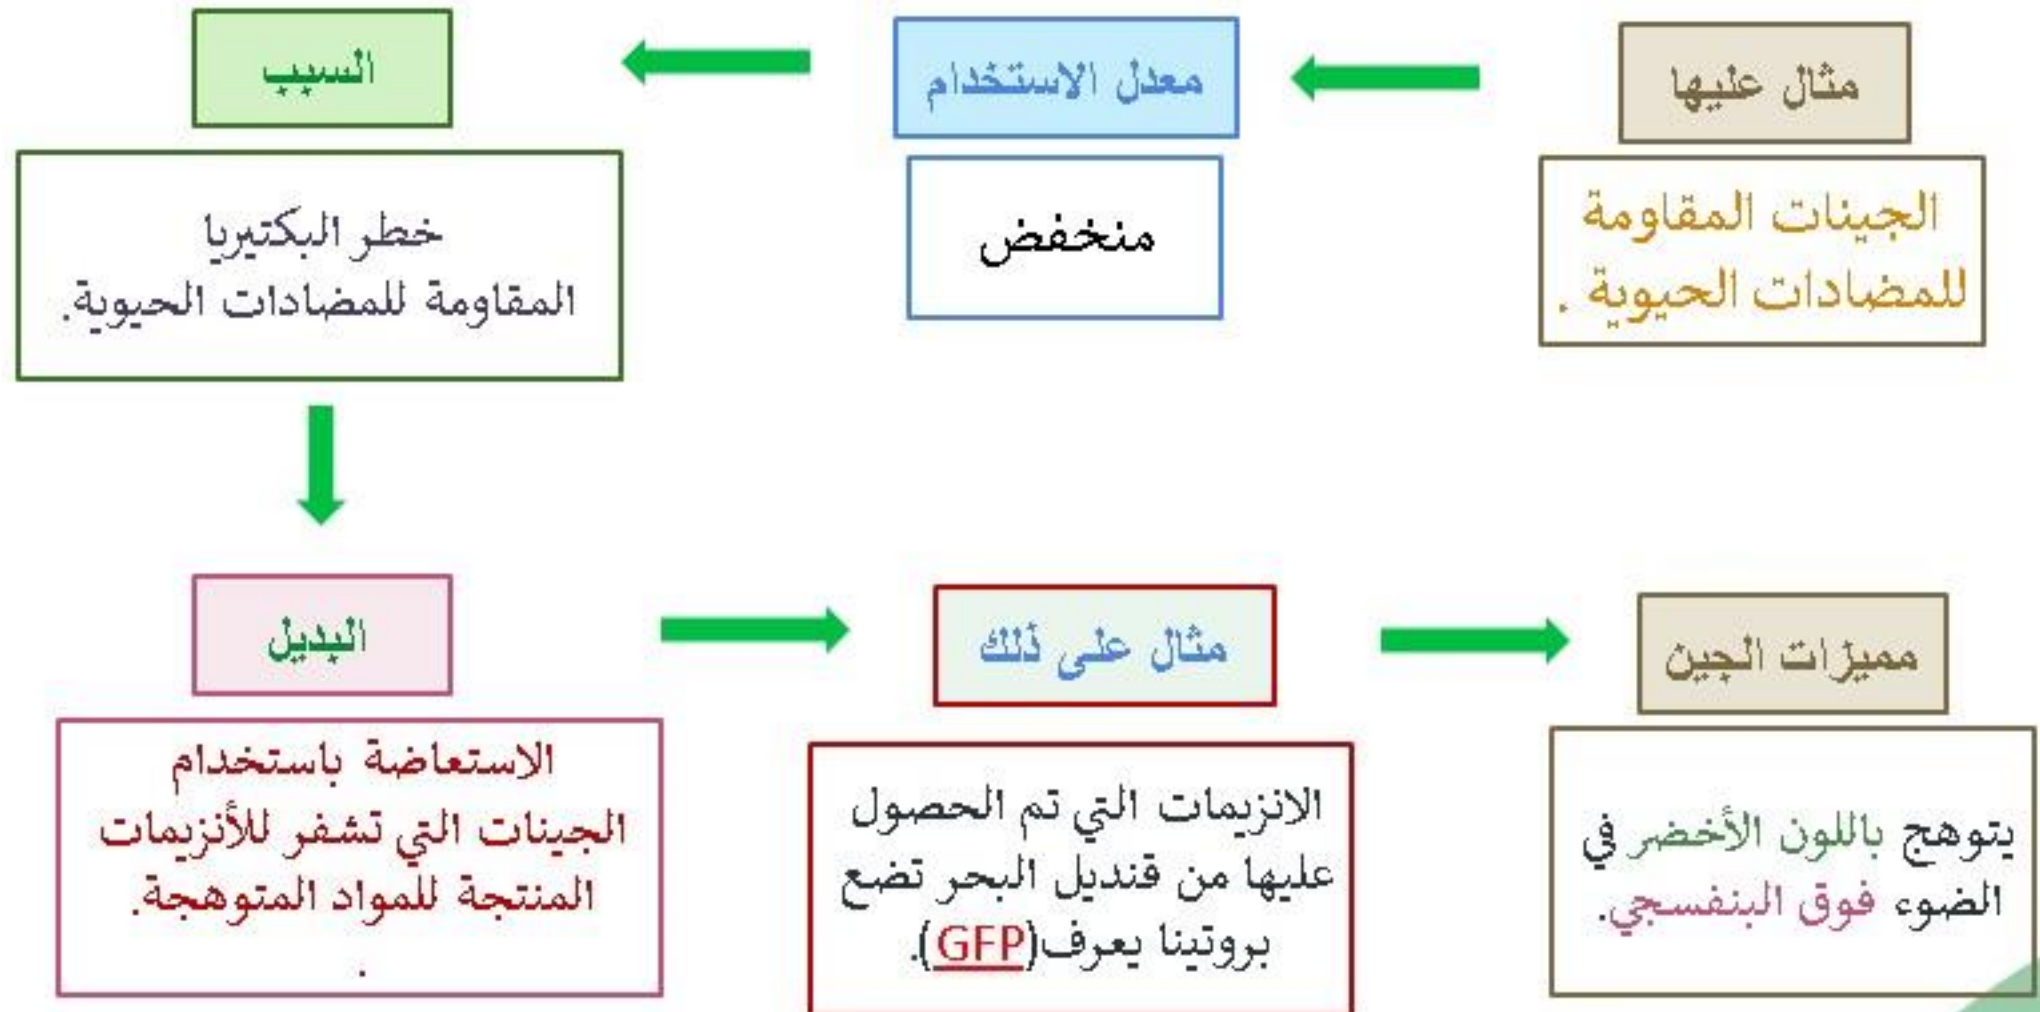 مثال عليها
الجينات المقاومة
للمضادات الحيوية .
معدل الاستخدام
منخفض
السبب
خطر البكتيريا
المقاومة للمضادات الحيوية.
البديل
الاستعاضة باستخدام
الجينات التي تشفر للأنزيمات
المنتجة للمواد المتوهجة.
.
مثال على ذلك
الانزيمات التي تم الحصول
عليها من قنديل البحر تضع
بروتينا يعرف(GFP).
مميزات الجين
يتوهج باللون الأخضر في
الضوء فوق البنفسجي.